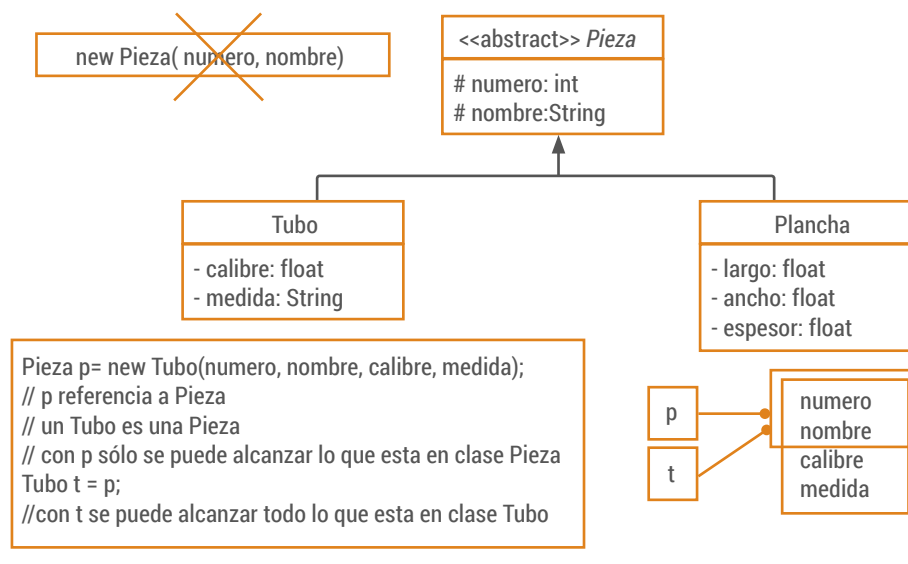 new Pieza( numero, nombre)
<<abstract>> Pieza
# numero: int
# nombre:String
Tubo
- calibre: float
- medida: String
Plancha
- largo: float
- ancho: float
- espesor: float
Pieza p= new Tubo(numero, nombre, calibre, medida);
// p referencia a Pieza
// un Tubo es una Pieza
// con p sólo se puede alcanzar lo que esta en clase Pieza
Tubo t = p;
//con t se puede alcanzar todo lo que esta en clase Tubo
p
t
numero
nombre
calibre
medida